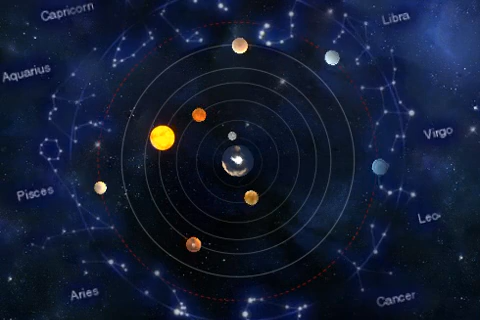 Capricorn
Libra
Aquarius
Virgo
Pisces
Leo
Aries
Cancer